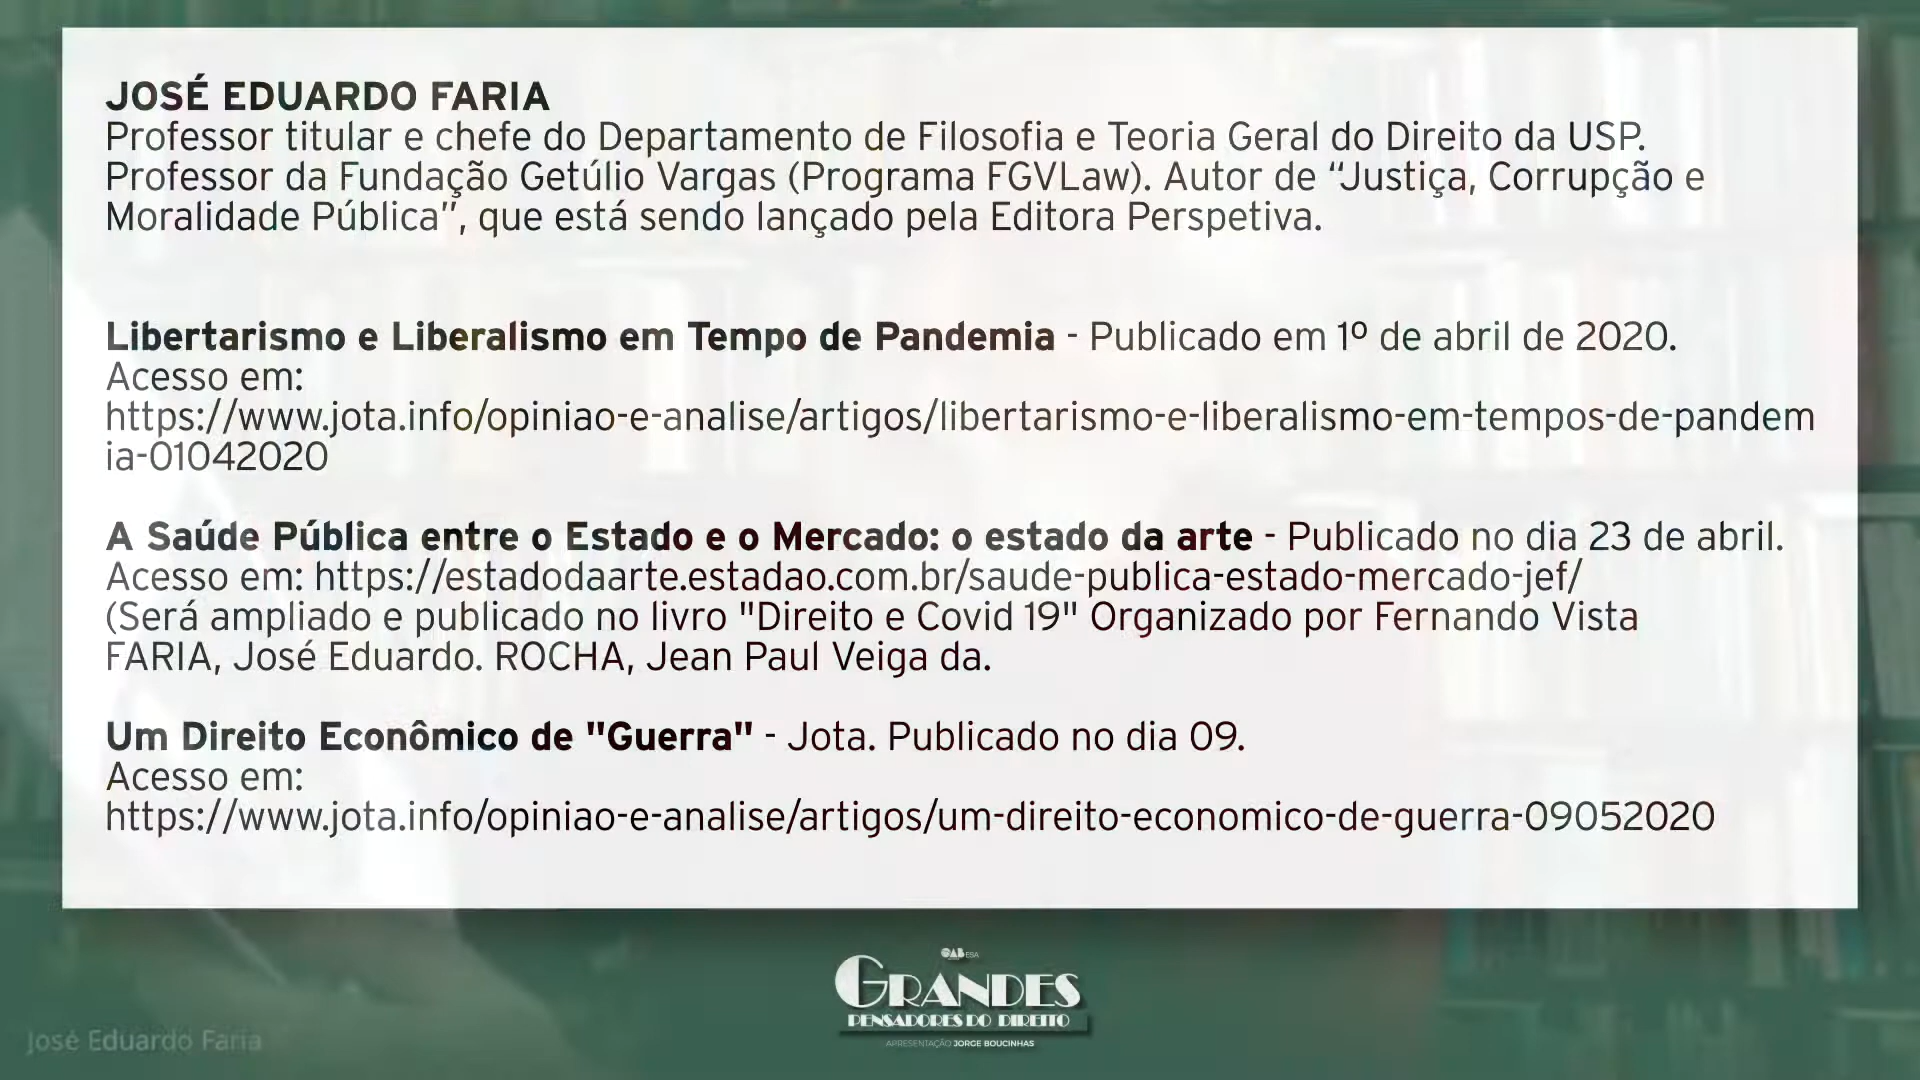 JOSÉ EDUARDO FARIA
Professor titular e chefe do Departamento de Filosofia e Teoria Geral do Direito da USP.
Professor da Fundação Getúlio Vargas (Programa FGVLaw). Autor de “Justiça, Corrupção e
Moralidade Pública”, que está sendo lançado pela Editora Perspetiva.
Libertarismo e Liberalismo em Tempo de Pandemia - Publicado em 1º de abril de 2020.
Acesso em:
https://www.jota.info/opiniao-e-analise/artigos/libertarismo-e-liberalismo-em-tempos-de-pandem
ia-01042020
A Saúde Pública entre o Estado e o Mercado: o estado da arte - Publicado no dia 23 de abril.
Acesso em: https://estadodaarte.estadao.com.br/saude-publica-estado-mercado-jef/
(Será ampliado e publicado no livro "Direito e Covid 19" Organizado por Fernando Vista
FARIA, José Eduardo. ROCHA, Jean Paul Veiga da.
Um Direito Econômico de "Guerra" - Jota. Publicado no dia 09.
Acesso em:
https://www.jota.info/opiniao-e-analise/artigos/um-direito-economico-de-guerra-09052020
OAB ESA
GRANDES
PENSADORES DO DIREITO
APRESENTAÇÃO JORGE BOUCINHAS
José Eduardo Faria